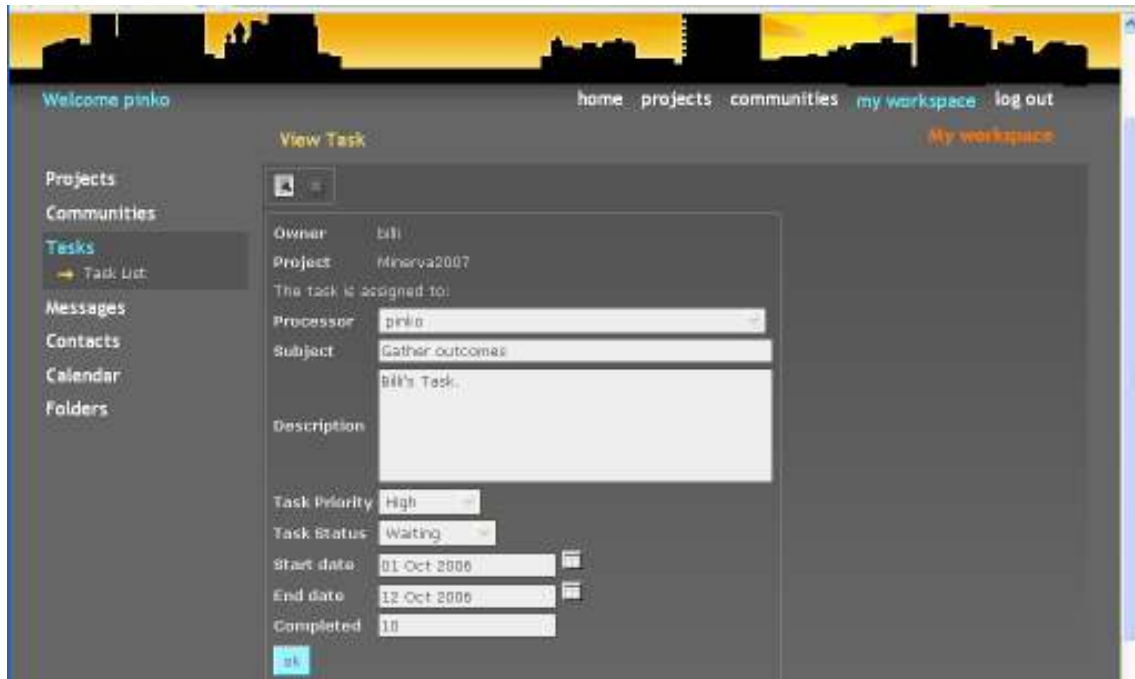 Welcome pinko
home projects communities my workspace log out
View Task
My workspace
Projects
Communities
Tasks
Task List
Messages
Contacts
Calendar
Folders
Owner billi
Project Minerva2007
The task is assigned to:
Processor pinko
Subject Gather outcomes
Description Billi's Task.
Task Priority High
Task Status Waiting
Start date 01 Oct 2006
End date 12 Oct 2006
Completed 10
ok